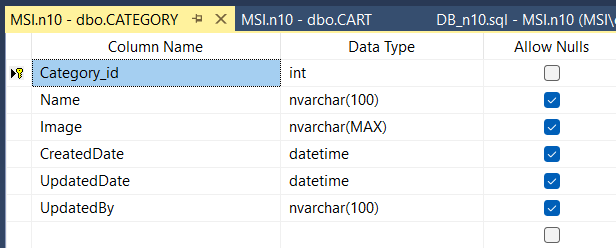 MSI.n10 - dbo.CATEGORY MSI.n10 - dbo.CART DB_n10.sql - MSI.n10 (MSI\
Column Name Data Type Allow Nulls
Category_id int
Name nvarchar(100)
Image nvarchar(MAX)
CreatedDate datetime
UpdatedDate datetime
UpdatedBy nvarchar(100)